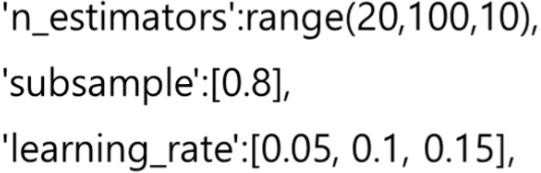 'n_estimators':range(20,100,10),
'subsample':[0.8],
'learning_rate':[0.05, 0.1, 0.15],